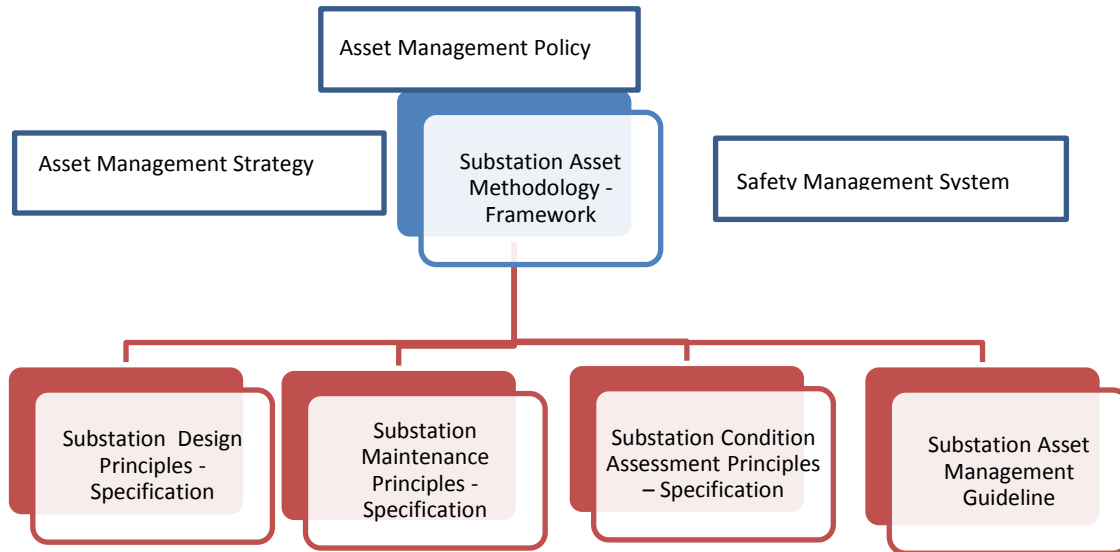 Asset Management Policy
Asset Management Strategy
Substation Asset
Methodology -
Framework
Safety Management System
Substation Design
Principles -
Specification
Substation
Maintenance
Principles -
Specification
Substation Condition
Assessment Principles
– Specification
Substation Asset
Management
Guideline